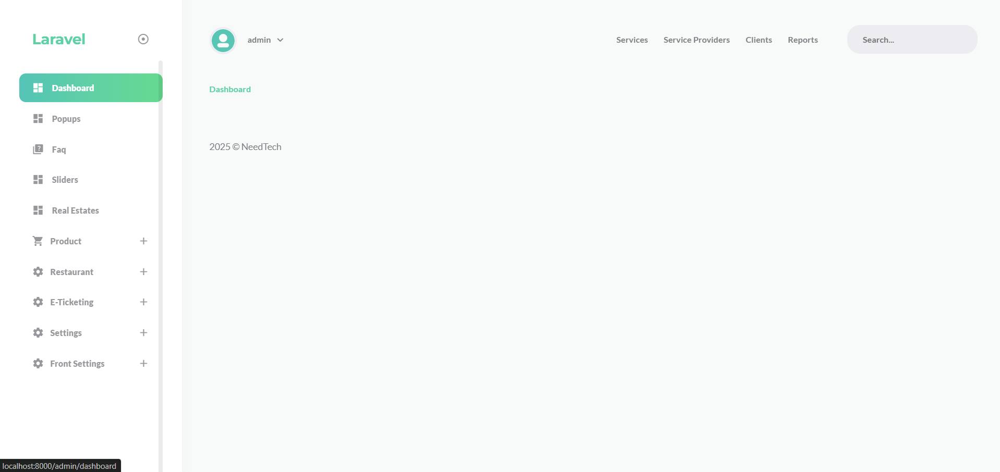 Laravel
admin
Services
Service Providers
Clients
Reports
Search...
Dashboard
Popups
Faq
Sliders
Real Estates
Product
Restaurant
E-Ticketing
Settings
Front Settings
Dashboard
2025 © NeedTech
localhost:8000/admin/dashboard